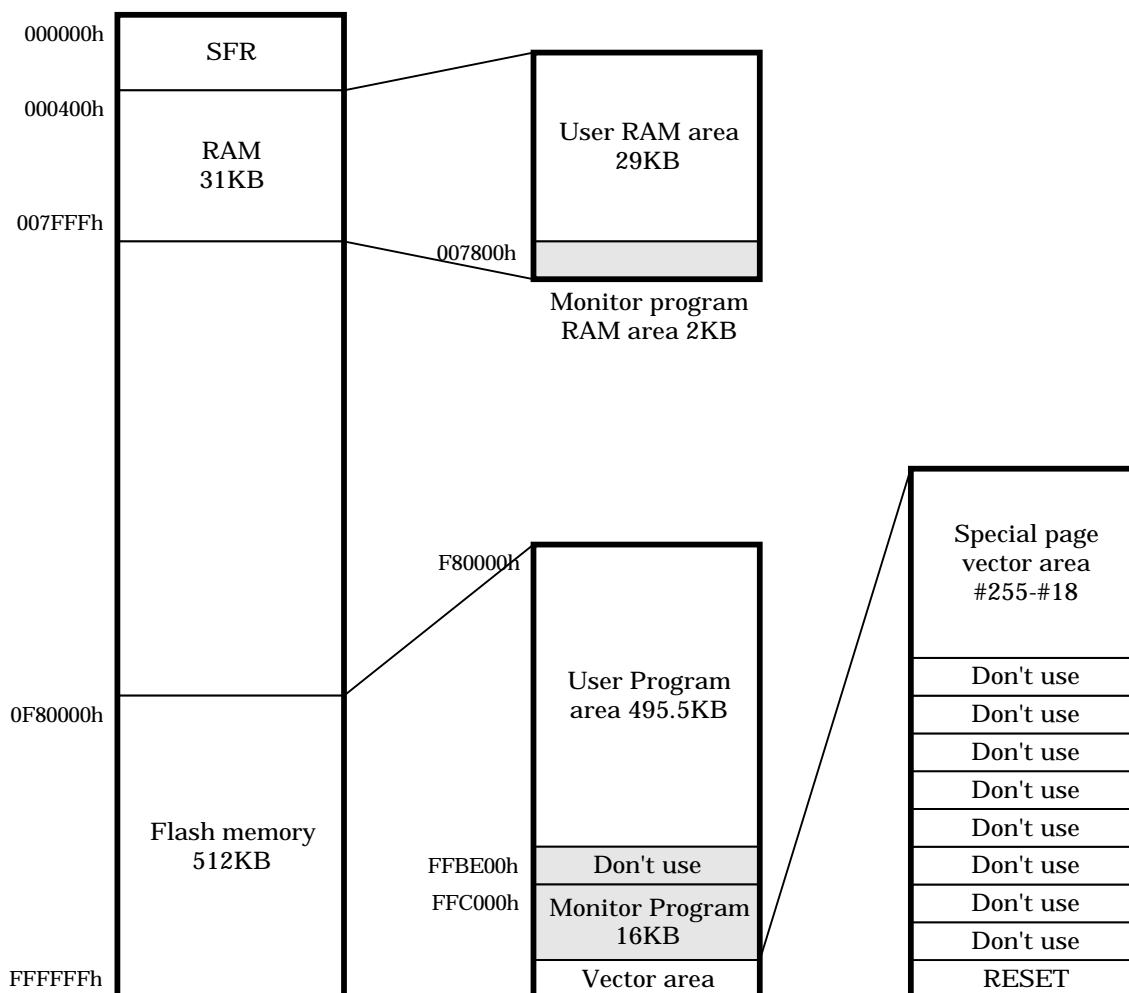 000000h
SFR
000400h
RAM
31KB
007FFFh
User RAM area
29KB
007800h
Monitor program
RAM area 2KB
0F80000h
Flash memory
512KB
FFFFFFh
F80000h
User Program
area 495.5KB
FFBE00h
Don't use
FFC000h
Monitor Program
16KB
Vector area
Special page
vector area
#255-#18
Don't use
Don't use
Don't use
Don't use
Don't use
Don't use
Don't use
Don't use
RESET